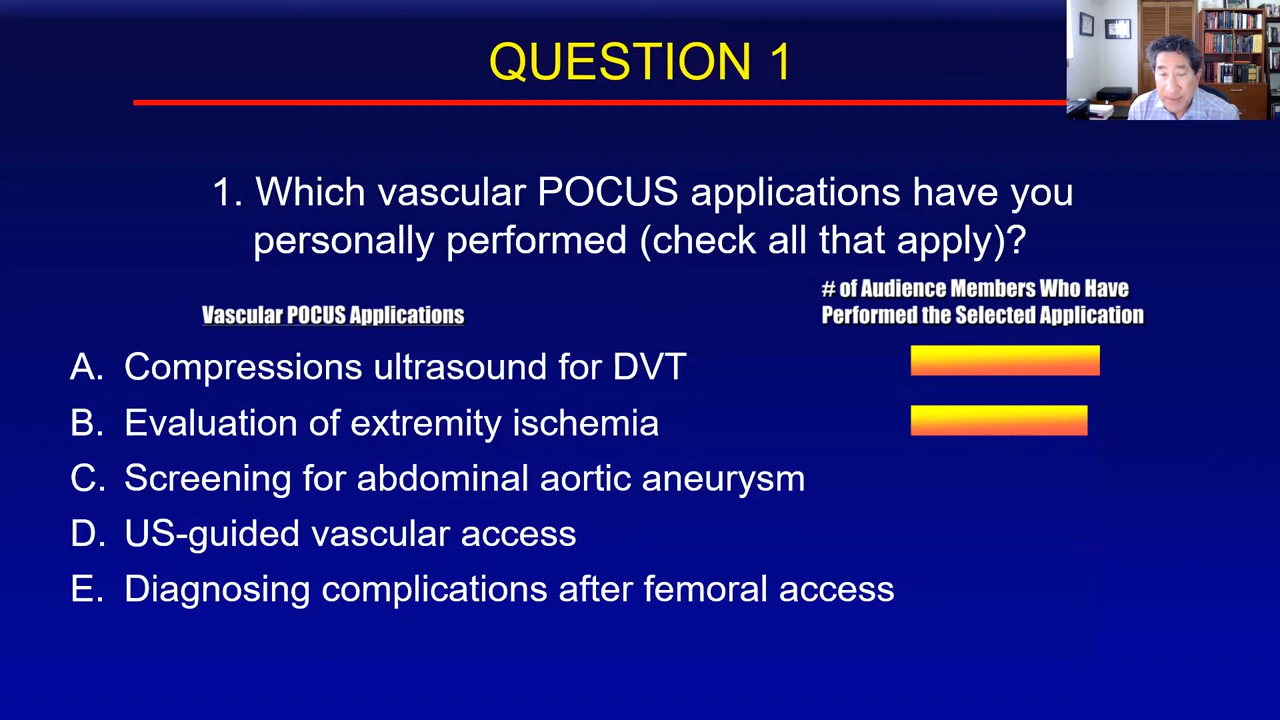 QUESTION 1
1. Which vascular POCUS applications have you
personally performed (check all that apply)?
Vascular POCUS Applications
# of Audience Members Who Have
Performed the Selected Application
A. Compressions ultrasound for DVT
B. Evaluation of extremity ischemia
C. Screening for abdominal aortic aneurysm
D. US-guided vascular access
E. Diagnosing complications after femoral access